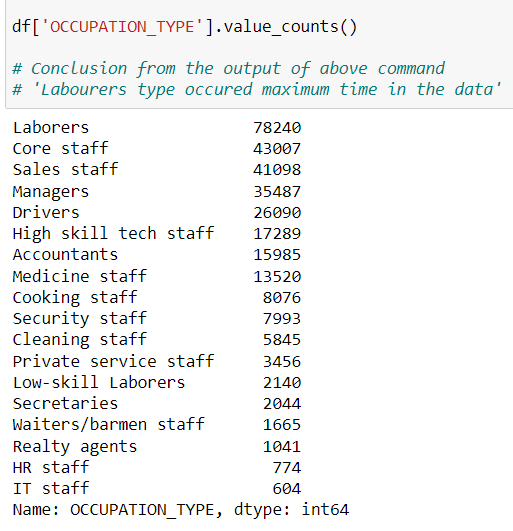 df['OCCUPATION_TYPE'].value_counts()
# Conclusion from the output of above command
# 'Labourers type occured maximum time in the data'
Laborers 78240
Core staff 43007
Sales staff 41098
Managers 35487
Drivers 26090
High skill tech staff 17289
Accountants 15985
Medicine staff 13520
Cooking staff 8076
Security staff 7993
Cleaning staff 5845
Private service staff 3456
Low-skill Laborers 2140
Secretaries 2044
Waiters/barmen staff 1665
Realty agents 1041
HR staff 774
IT staff 604
Name: OCCUPATION_TYPE, dtype: int64